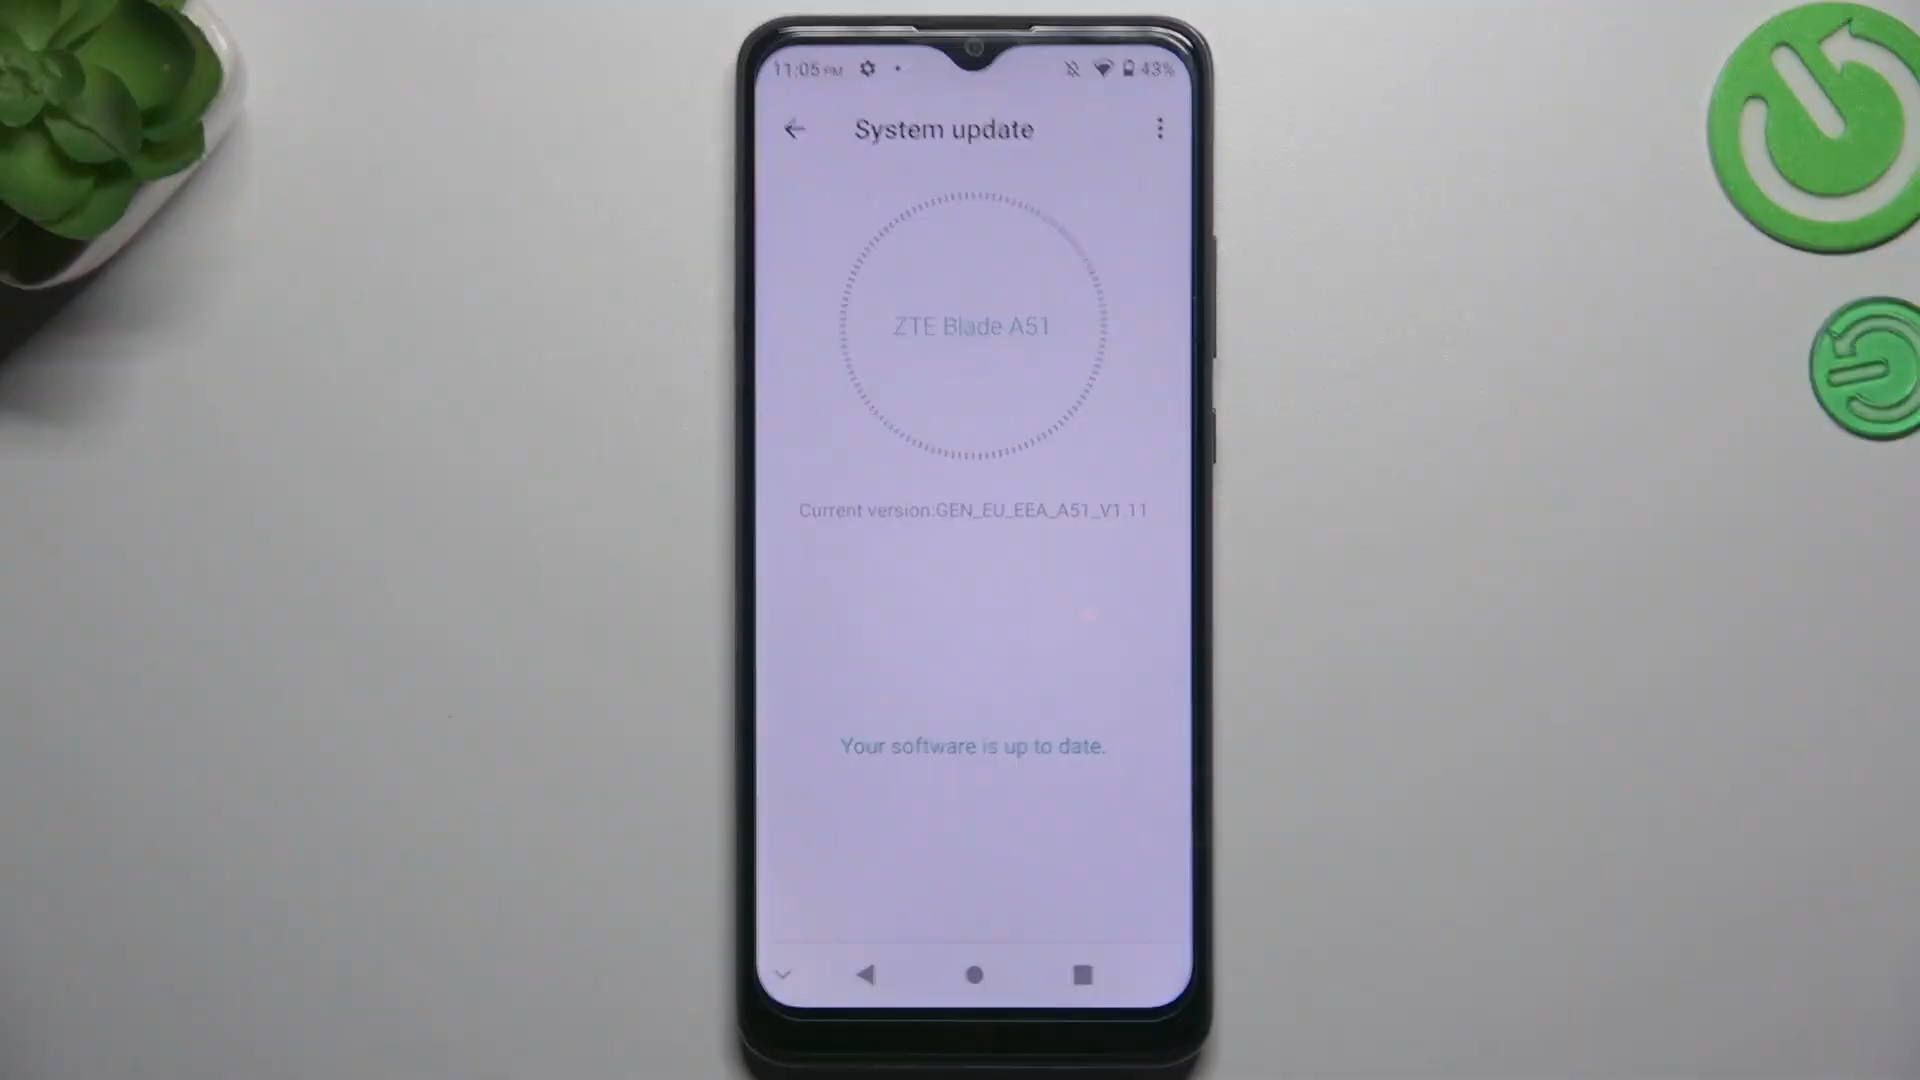 11:05 PM
43%
System update
ZTE Blade A51
Current version:GEN_EU_EEA_A51_V1.11
Your software is up to date.